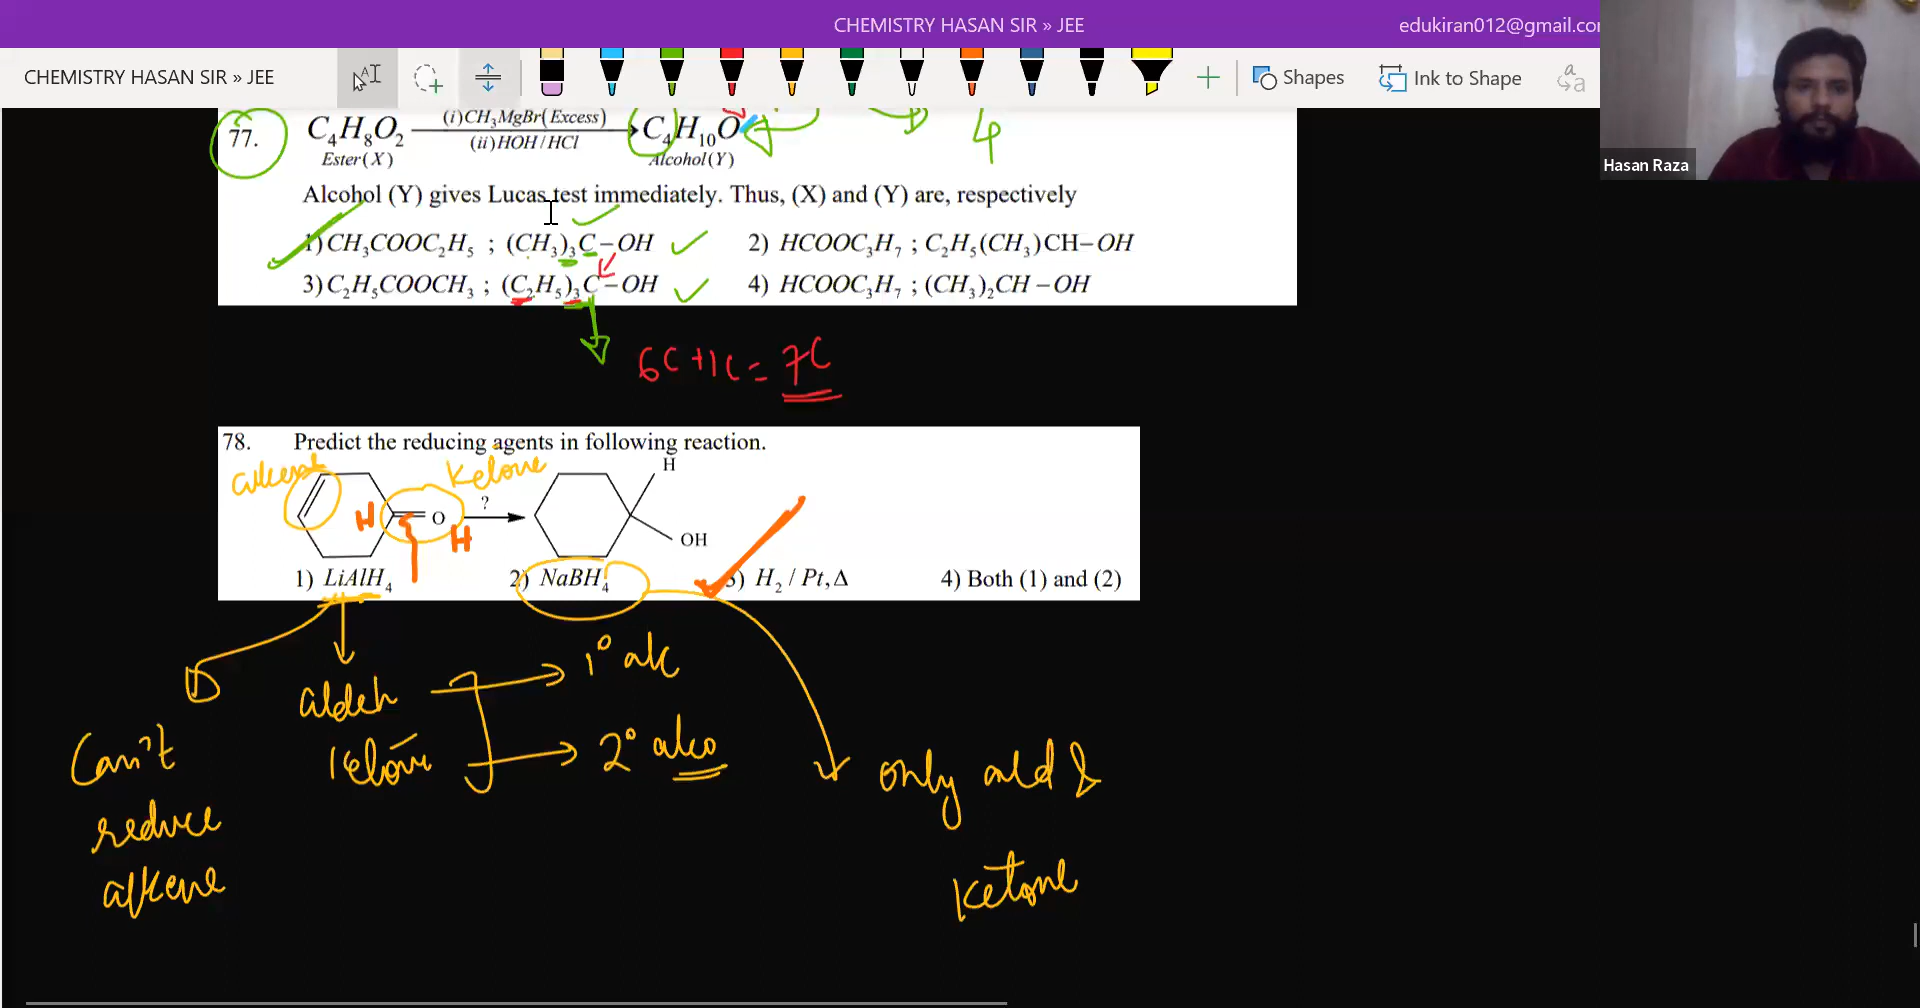 CHEMISTRY HASAN SIR » JEE
edukiran012@gmail.co
CHEMISTRY HASAN SIR » JEE
Shapes
Ink to Shape
Hasan Raza
77. C₄H₈O₂ (i)CH₃MgBr(Excess) C₄H₁₀O 4
Ester(X) (ii)HOH/HCl Alcohol(Y)
Alcohol (Y) gives Lucas test immediately. Thus, (X) and (Y) are, respectively
1) CH₃COOC₂H₅ ; (CH₃)₃C–OH 2) HCOOC₃H₇ ; C₂H₅(CH₃)CH–OH
3) C₂H₅COOCH₃ ; (C₂H₅)₃C–OH 4) HCOOC₃H₇ ; (CH₃)₂CH–OH
6C+1C = 7C
78. Predict the reducing agents in following reaction.
Ketone
H
?
H O H
OH
1) LiAlH₄ 2) NaBH₄ 3) H₂ / Pt, Δ 4) Both (1) and (2)
1° alc
aldeh
Ketone 2° alco
Can't
reduce
alkene
only ald &
Ketone